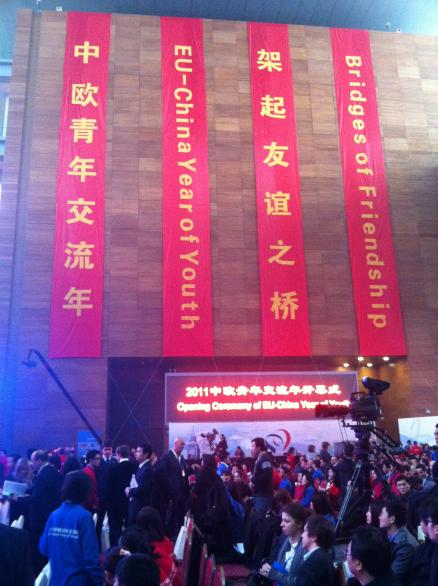 中欧青年交流年
EU-China Year of Youth
架起友谊之桥
Bridges of Friendship
2011中欧青年交流年开幕式
Opening Ceremony of EU-China Year of Youth